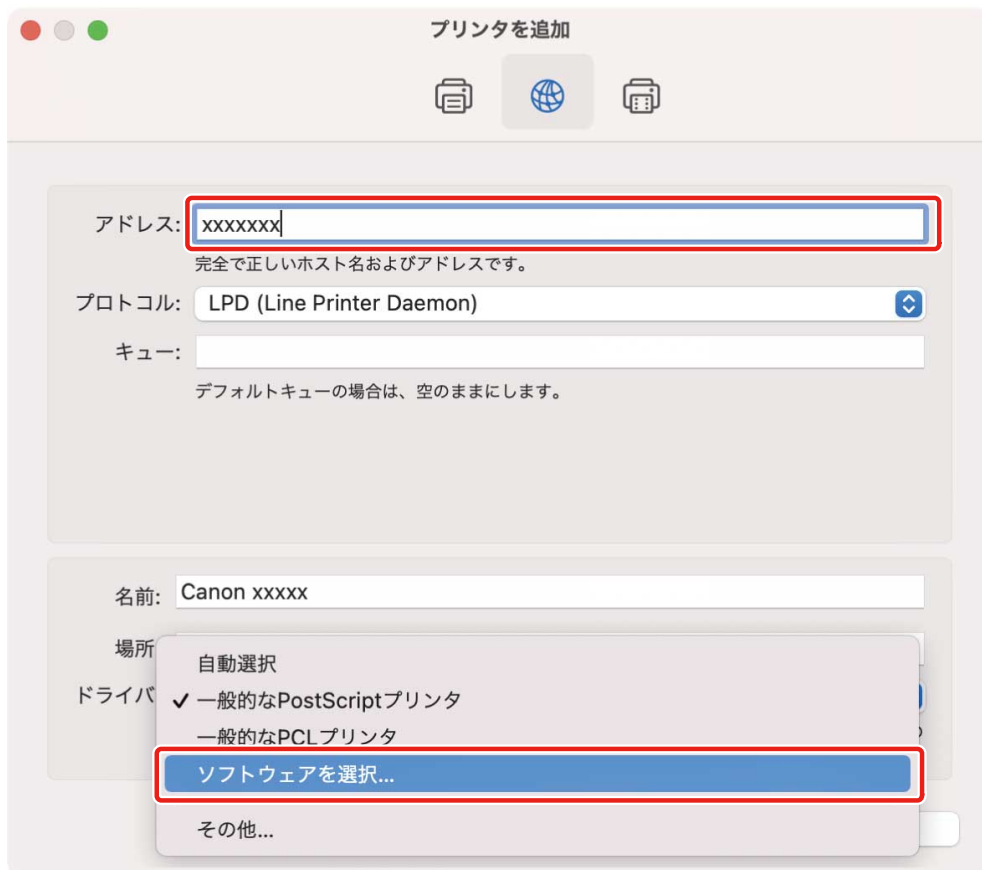 プリンタを追加
アドレス: xxxxxxx
完全で正しいホスト名およびアドレスです。
プロトコル: LPD (Line Printer Daemon)
キュー:
デフォルトキューの場合は、空のままにします。
名前: Canon xxxxx
場所
自動選択
ドライバ
✓ 一般的なPostScriptプリンタ
一般的なPCLプリンタ
ソフトウェアを選択...
その他...